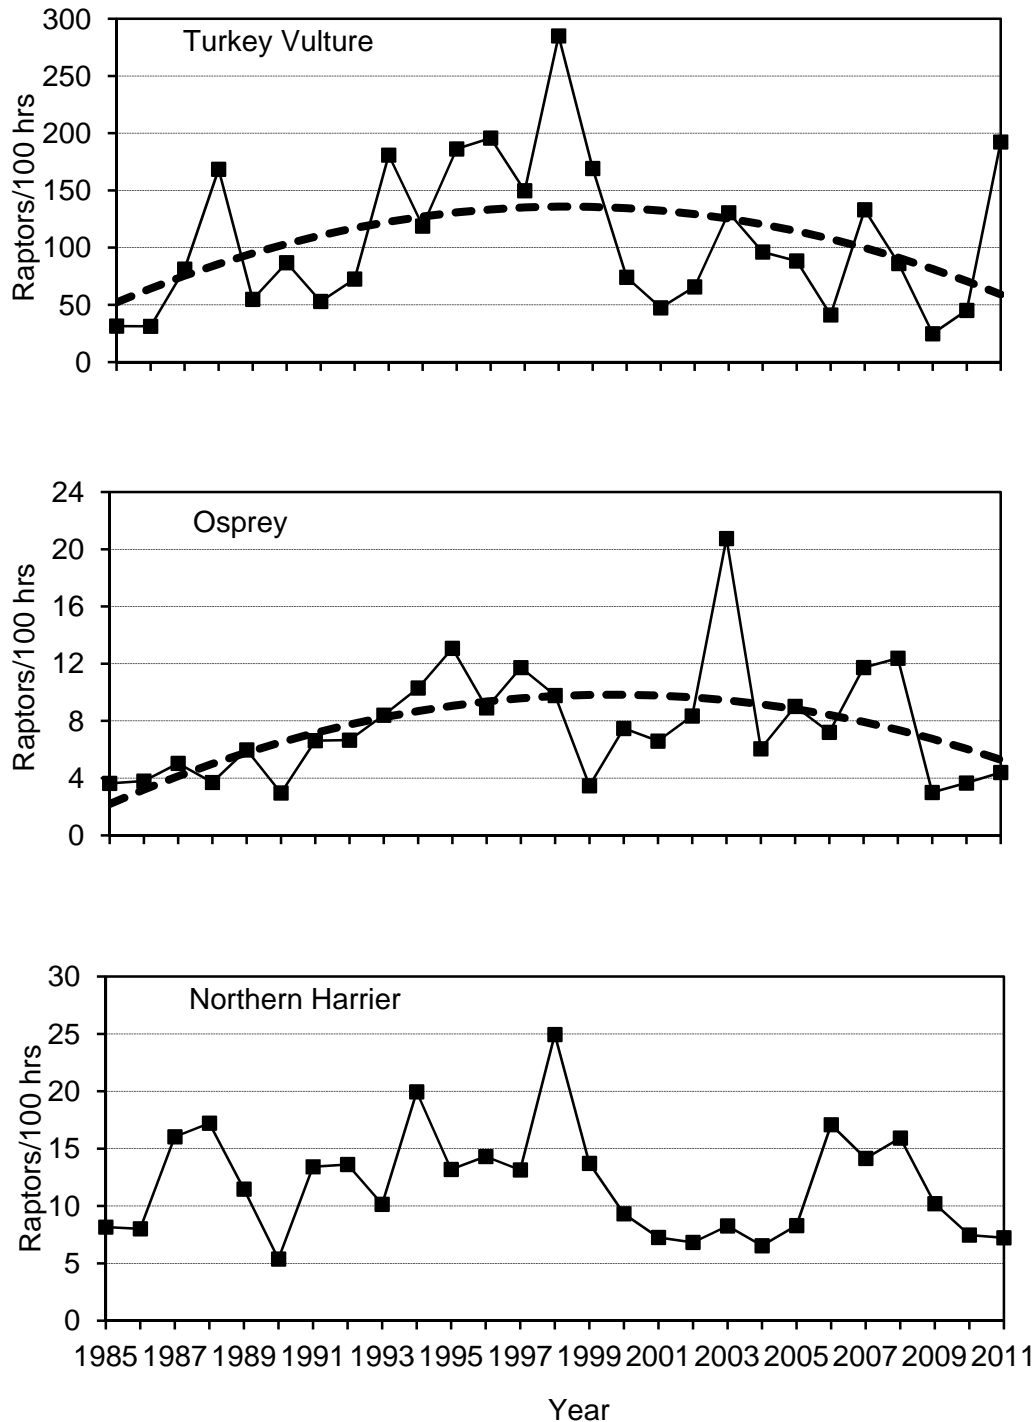 Turkey Vulture
Raptors/100 hrs
300
250
200
150
100
50
0
Osprey
Raptors/100 hrs
24
20
16
12
8
4
0
Northern Harrier
Raptors/100 hrs
30
25
20
15
10
5
0
1985 1987 1989 1991 1993 1995 1997 1999 2001 2003 2005 2007 2009 2011
Year